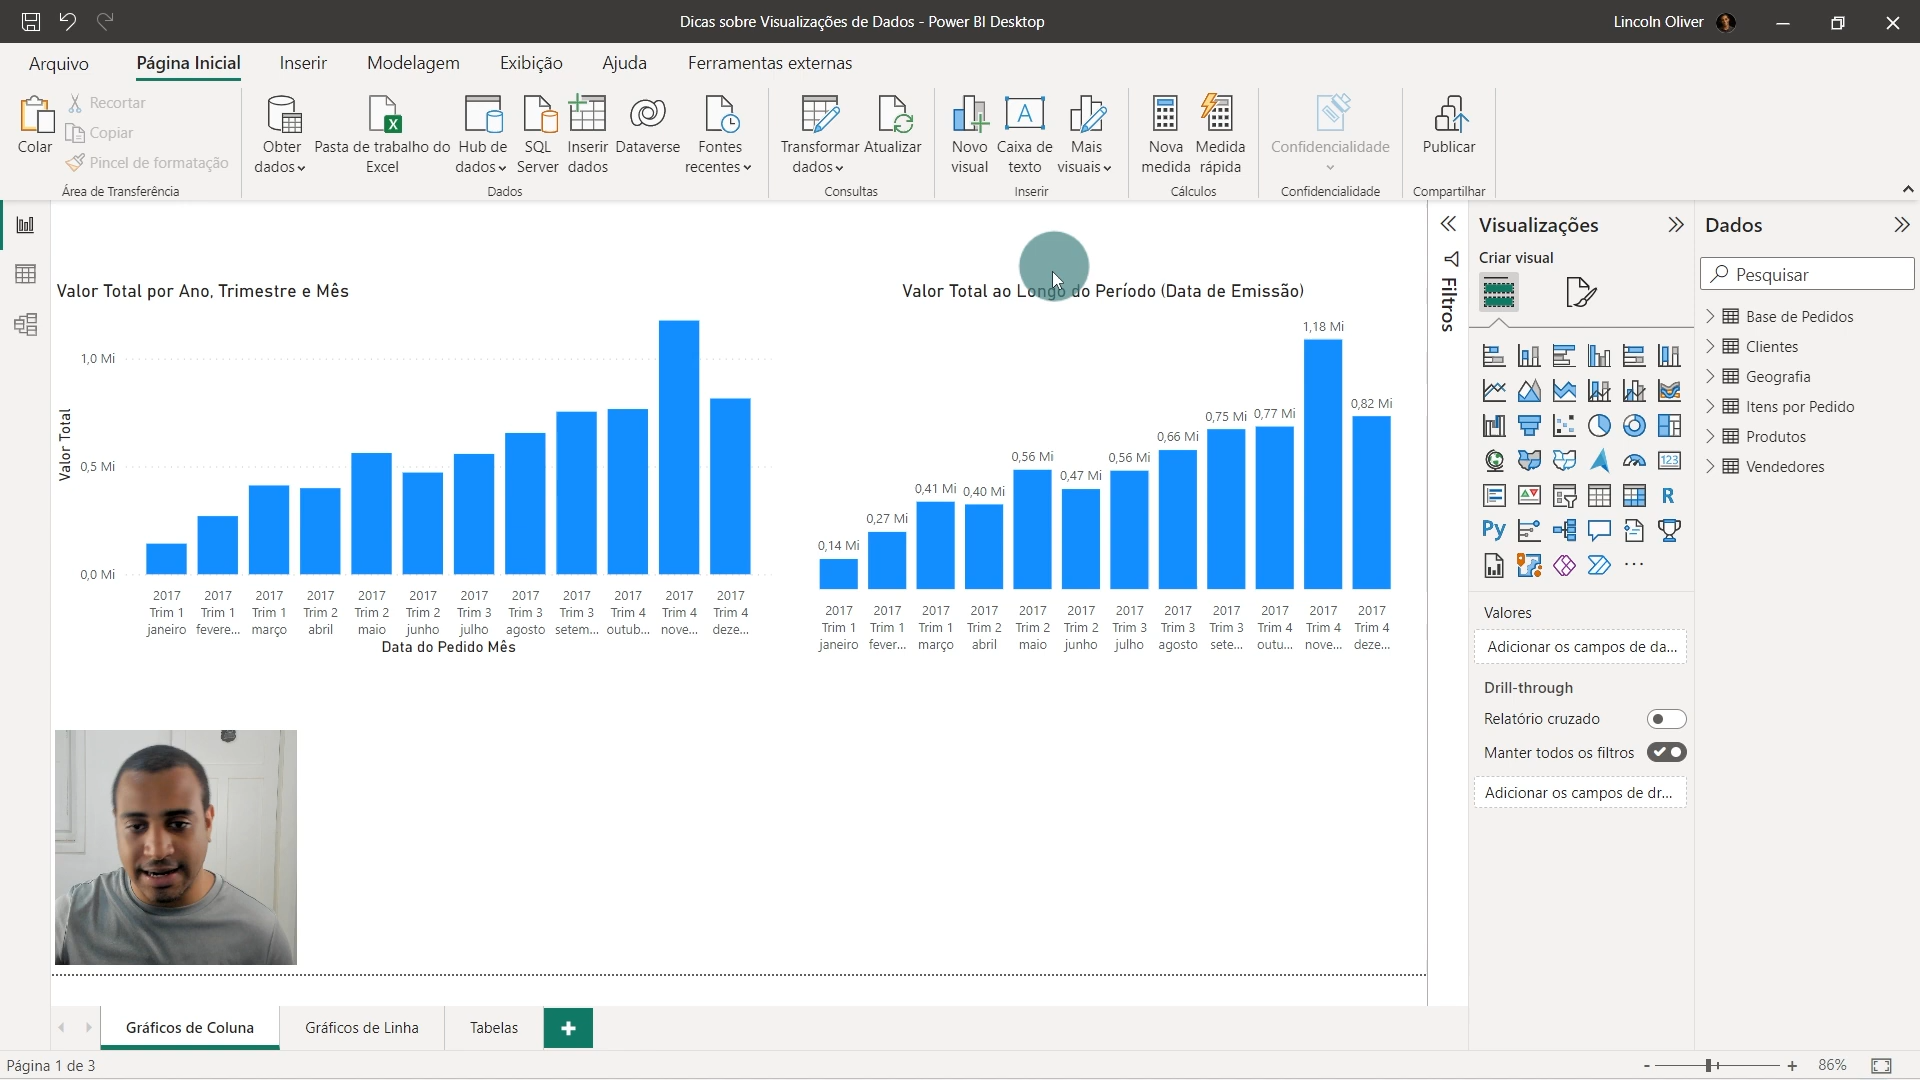 Dicas sobre Visualizações de Dados - Power BI Desktop
Lincoln Oliver
Arquivo
Página Inicial
Inserir
Modelagem
Exibição
Ajuda
Ferramentas externas
Colar
Recortar
Copiar
Pincel de formatação
Área de Transferência
Obter dados
Pasta de trabalho do Excel
Hub de dados
SQL Server
Inserir dados
Dataverse
Fontes recentes
Dados
Transformar dados
Atualizar
Consultas
Novo visual
Caixa de texto
Mais visuais
Inserir
Nova medida
Medida rápida
Cálculos
Confidencialidade
Confidencialidade
Publicar
Compartilhar
Valor Total por Ano, Trimestre e Mês
Valor Total
1,0 Mi
0,5 Mi
0,0 Mi
2017 2017 2017 2017 2017 2017 2017 2017 2017 2017 2017 2017
Trim 1 Trim 1 Trim 1 Trim 2 Trim 2 Trim 2 Trim 3 Trim 3 Trim 3 Trim 4 Trim 4 Trim 4
janeiro fevere... março abril maio junho julho agosto setem... outub... nove... deze...
Data do Pedido Mês
Valor Total ao Longo do Período (Data de Emissão)
0,14 Mi
0,27 Mi
0,41 Mi
0,40 Mi
0,56 Mi
0,47 Mi
0,56 Mi
0,66 Mi
0,75 Mi
0,77 Mi
1,18 Mi
0,82 Mi
2017 2017 2017 2017 2017 2017 2017 2017 2017 2017 2017 2017
Trim 1 Trim 1 Trim 1 Trim 2 Trim 2 Trim 2 Trim 3 Trim 3 Trim 3 Trim 4 Trim 4 Trim 4
janeiro fever... março abril maio junho julho agosto sete... outu... nove... deze...
Filtros
Visualizações
Criar visual
123
R
Py
Valores
Adicionar os campos de da...
Drill-through
Relatório cruzado
Manter todos os filtros
Adicionar os campos de dr...
Dados
Pesquisar
Base de Pedidos
Clientes
Geografia
Itens por Pedido
Produtos
Vendedores
Gráficos de Coluna
Gráficos de Linha
Tabelas
Página 1 de 3
- + 86%